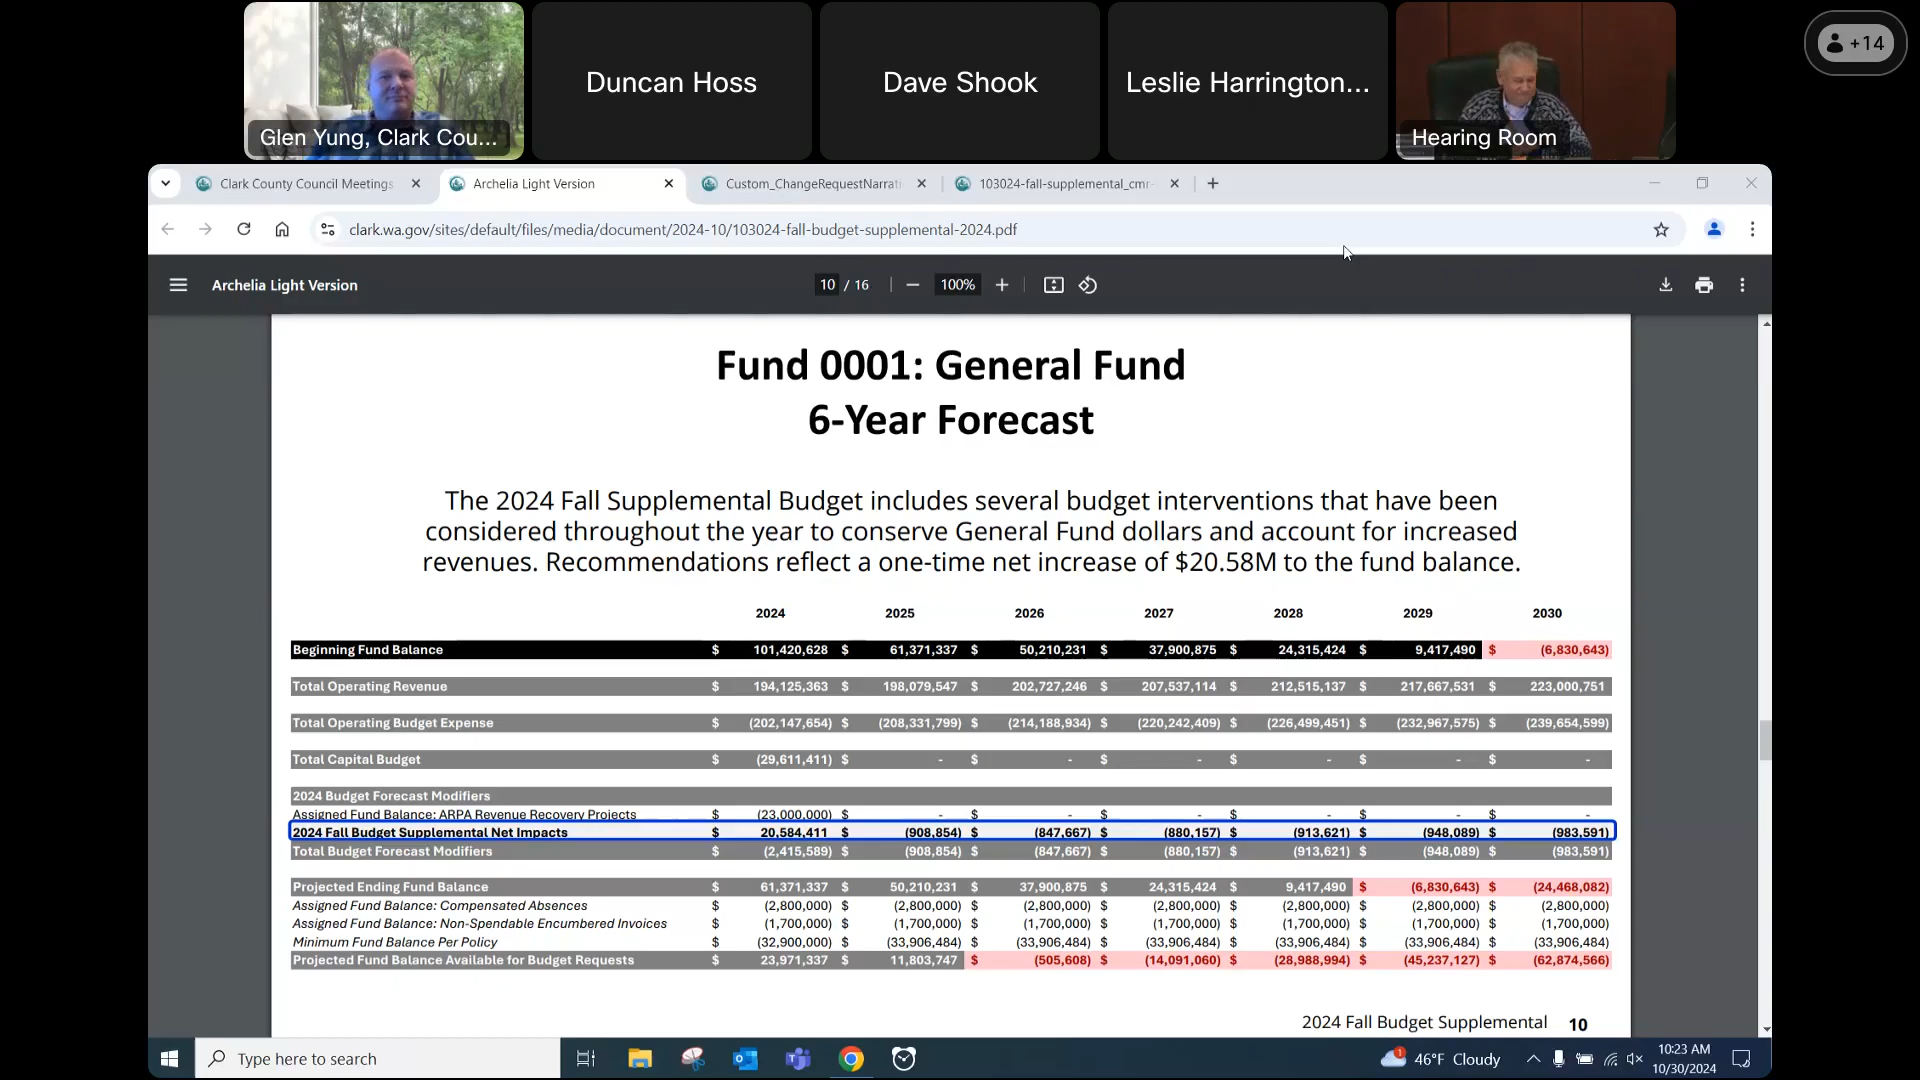 Glen Yung, Clark Cou...
Duncan Hoss
Dave Shook
Leslie Harrington...
Hearing Room
+14
Clark County Council Meetings
Archelia Light Version
Custom_ChangeRequestNarrati
103024-fall-supplemental_cmr-
clark.wa.gov/sites/default/files/media/document/2024-10/103024-fall-budget-supplemental-2024.pdf
Archelia Light Version
10 / 16
100%
Fund 0001: General Fund
6-Year Forecast
The 2024 Fall Supplemental Budget includes several budget interventions that have been
considered throughout the year to conserve General Fund dollars and account for increased
revenues. Recommendations reflect a one-time net increase of $20.58M to the fund balance.
2024 2025 2026 2027 2028 2029 2030
Beginning Fund Balance $ 101,420,628 $ 61,371,337 $ 50,210,231 $ 37,900,875 $ 24,315,424 $ 9,417,490 $ (6,830,643)
Total Operating Revenue $ 194,125,363 $ 198,079,547 $ 202,727,246 $ 207,537,114 $ 212,515,137 $ 217,667,531 $ 223,000,751
Total Operating Budget Expense $ (202,147,654) $ (208,331,799) $ (214,188,934) $ (220,242,409) $ (226,499,451) $ (232,967,575) $ (239,654,599)
Total Capital Budget $ (29,611,411) $ - $ - $ - $ - $ - $ -
2024 Budget Forecast Modifiers
Assigned Fund Balance: ARPA Revenue Recovery Projects $ (23,000,000) $ - $ - $ - $ - $ - $ -
2024 Fall Budget Supplemental Net Impacts $ 20,584,411 $ (908,854) $ (847,667) $ (880,157) $ (913,621) $ (948,089) $ (983,591)
Total Budget Forecast Modifiers $ (2,415,589) $ (908,854) $ (847,667) $ (880,157) $ (913,621) $ (948,089) $ (983,591)
Projected Ending Fund Balance $ 61,371,337 $ 50,210,231 $ 37,900,875 $ 24,315,424 $ 9,417,490 $ (6,830,643) $ (24,468,082)
Assigned Fund Balance: Compensated Absences $ (2,800,000) $ (2,800,000) $ (2,800,000) $ (2,800,000) $ (2,800,000) $ (2,800,000) $ (2,800,000)
Assigned Fund Balance: Non-Spendable Encumbered Invoices $ (1,700,000) $ (1,700,000) $ (1,700,000) $ (1,700,000) $ (1,700,000) $ (1,700,000) $ (1,700,000)
Minimum Fund Balance Per Policy $ (32,900,000) $ (33,906,484) $ (33,906,484) $ (33,906,484) $ (33,906,484) $ (33,906,484) $ (33,906,484)
Projected Fund Balance Available for Budget Requests $ 23,971,337 $ 11,803,747 $ (505,608) $ (14,091,060) $ (28,988,994) $ (45,237,127) $ (62,874,566)
2024 Fall Budget Supplemental 10
Type here to search
46°F Cloudy
10:23 AM
10/30/2024